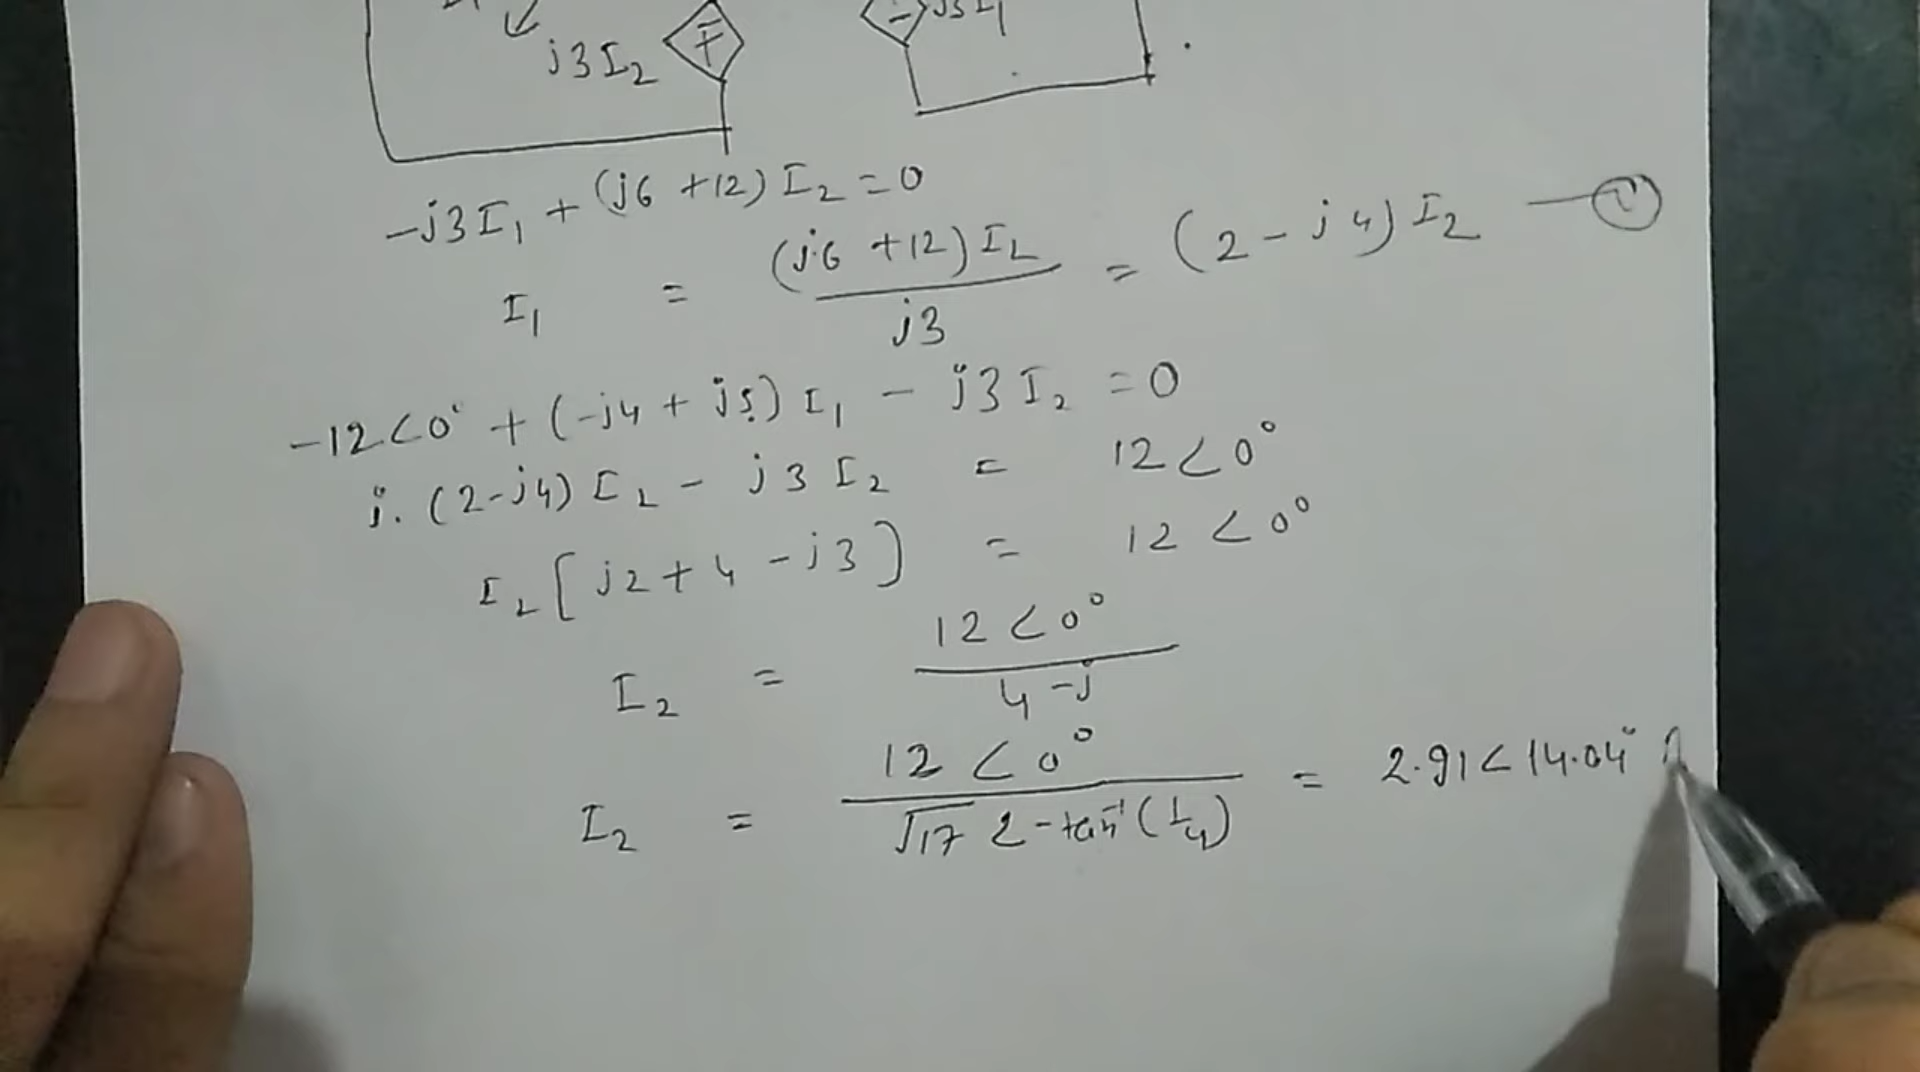 j3I₂ ∓ - j3I₁
-j3I₁ + (j6 +12) I₂ = 0
I₁ = (j6 +12) I₂ / j3 = (2 - j4) I₂
-12<0° + (-j4 + j5) I₁ - j3 I₂ = 0
j. (2-j4) I₂ - j3 I₂ = 12<0°
I₂ [j2 + 4 - j3] = 12 <0°
I₂ = 12 <0° / 4 -j
I₂ = 12 <0° / √17 ∠-tan⁻¹(1/4) = 2.91<14.04° A